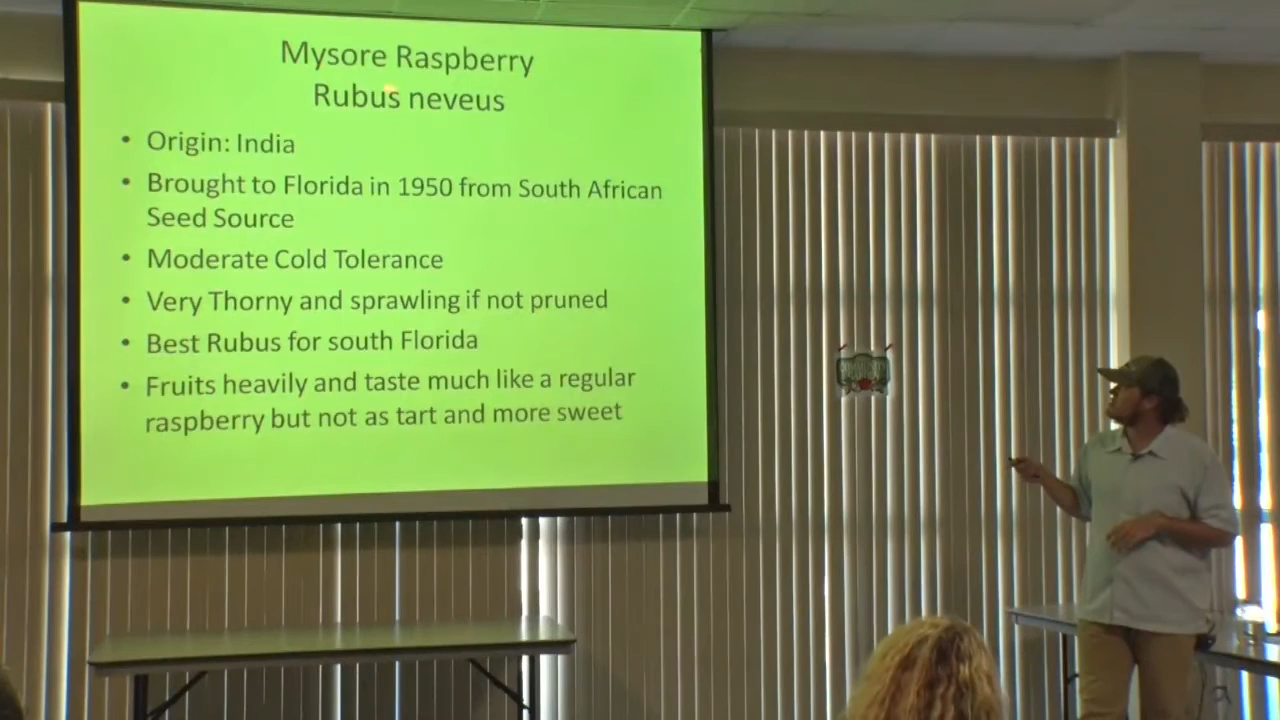 Mysore Raspberry
Rubus neveus
• Origin: India
• Brought to Florida in 1950 from South African
Seed Source
• Moderate Cold Tolerance
• Very Thorny and sprawling if not pruned
• Best Rubus for south Florida
• Fruits heavily and taste much like a regular
raspberry but not as tart and more sweet